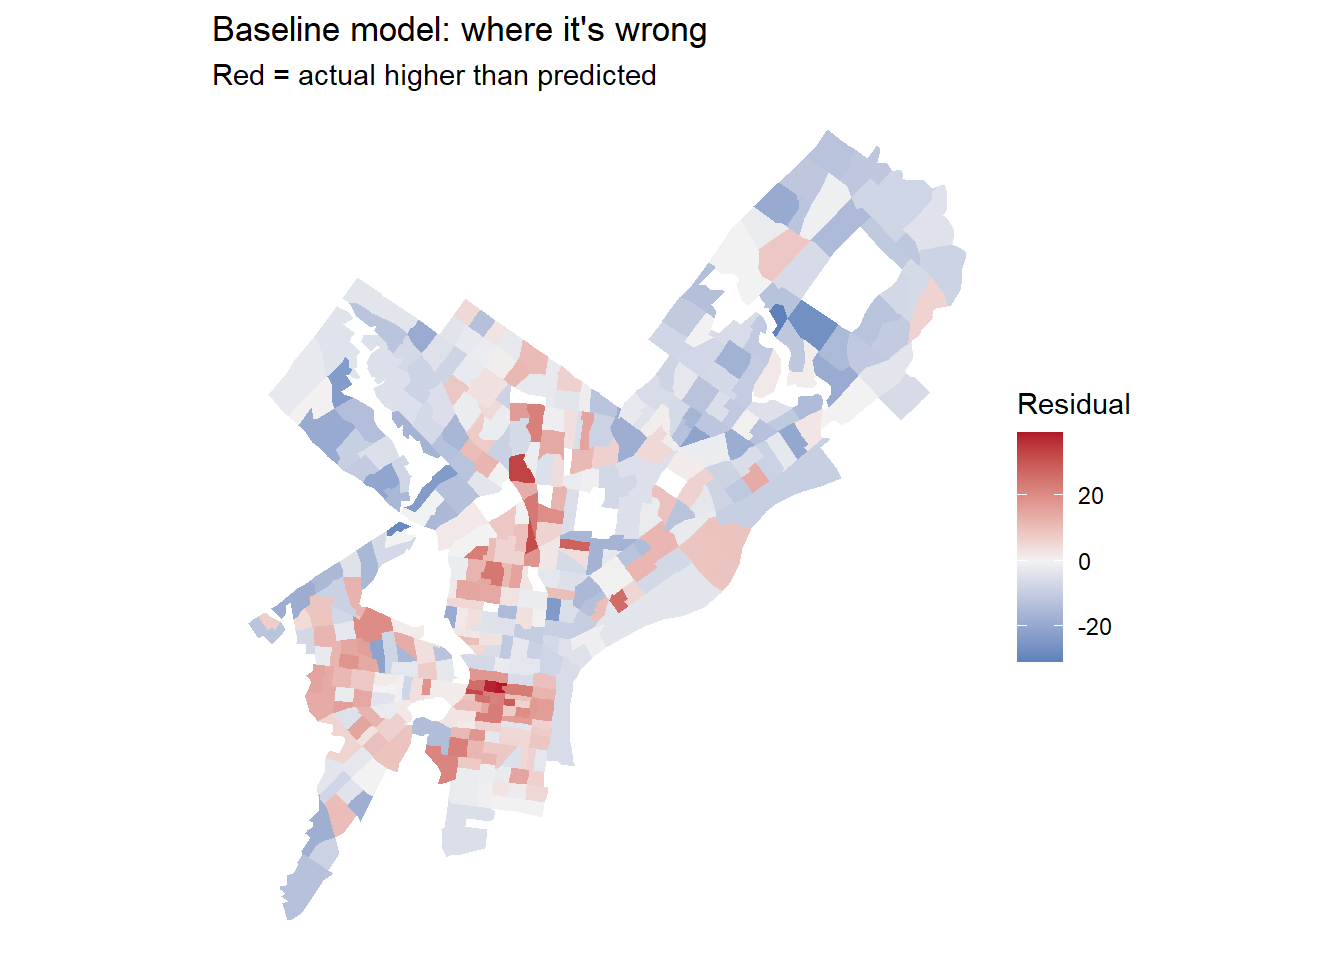 Baseline model: where it's wrong
Red = actual higher than predicted
Residual
20
0
-20